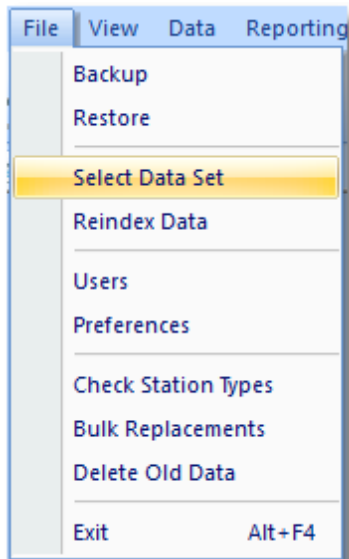 File View Data Reporting
Backup
Restore
Select Data Set
Reindex Data
Users
Preferences
Check Station Types
Bulk Replacements
Delete Old Data
Exit Alt+F4